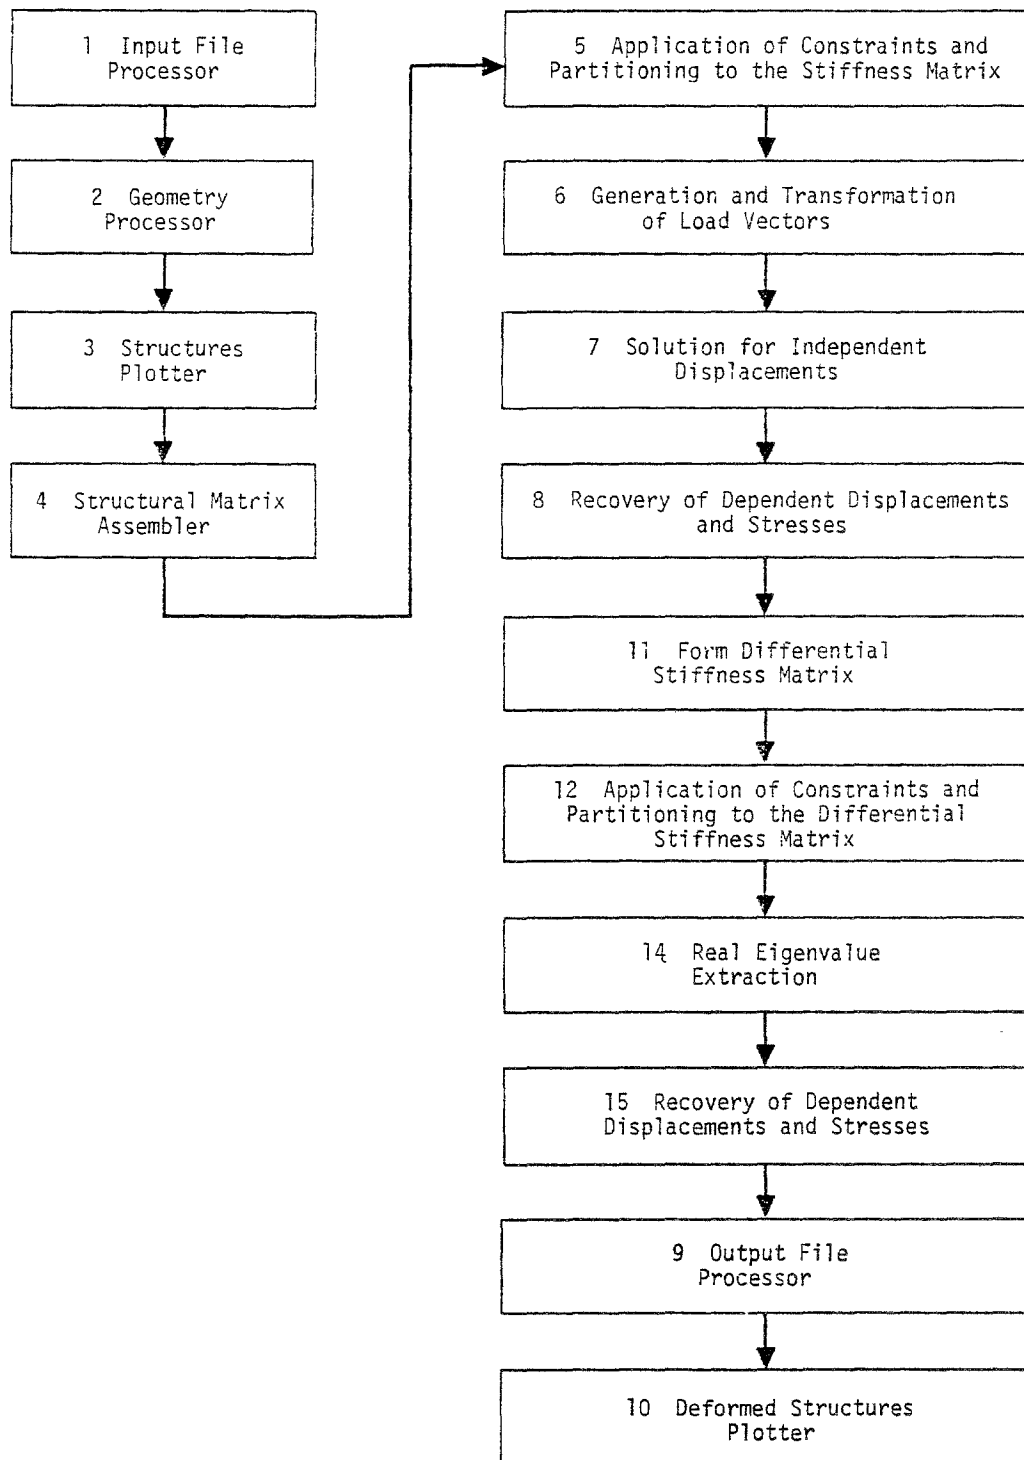 1 Input File
Processor
2 Geometry
Processor
3 Structures
Plotter
4 Structural Matrix
Assembler
5 Application of Constraints and
Partitioning to the Stiffness Matrix
6 Generation and Transformation
of Load Vectors
7 Solution for Independent
Displacements
8 Recovery of Dependent Displacements
and Stresses
11 Form Differential
Stiffness Matrix
12 Application of Constraints and
Partitioning to the Differential
Stiffness Matrix
14 Real Eigenvalue
Extraction
15 Recovery of Dependent
Displacements and Stresses
9 Output File
Processor
10 Deformed Structures
Plotter